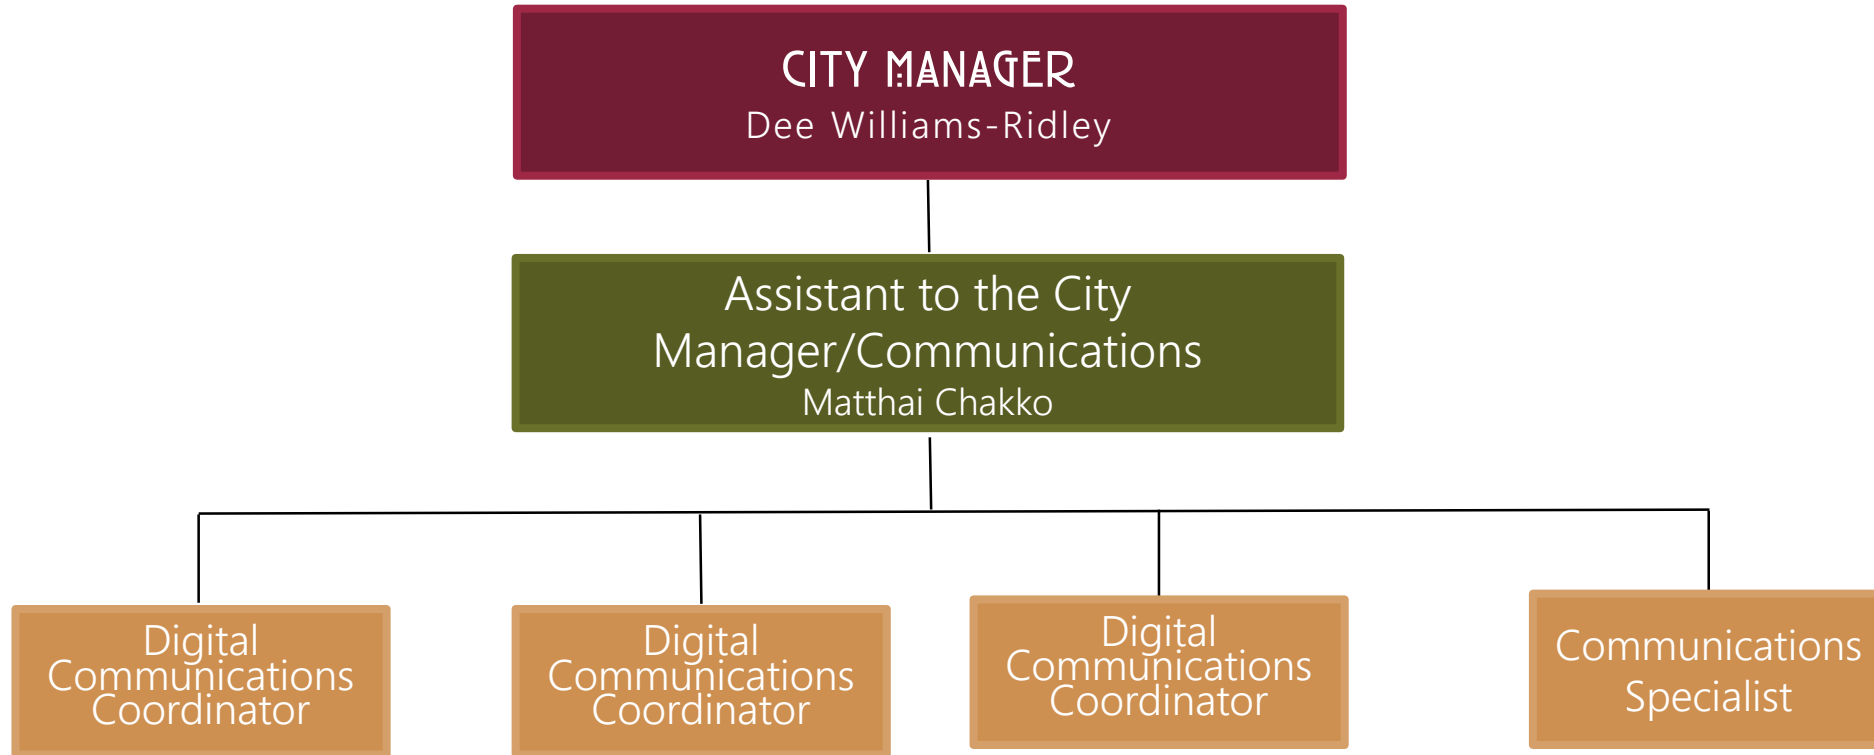 CITY MANAGER
Dee Williams-Ridley
Assistant to the City
Manager/Communications
Matthai Chakko
Digital
Communications
Coordinator
Digital
Communications
Coordinator
Digital
Communications
Coordinator
Communications
Specialist